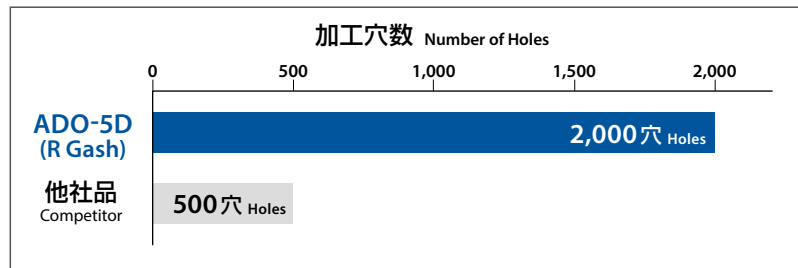 加工穴数 Number of Holes
0 500 1,000 1,500 2,000
ADO-5D
(R Gash)
2,000穴 Holes
他社品
Competitor
500穴 Holes